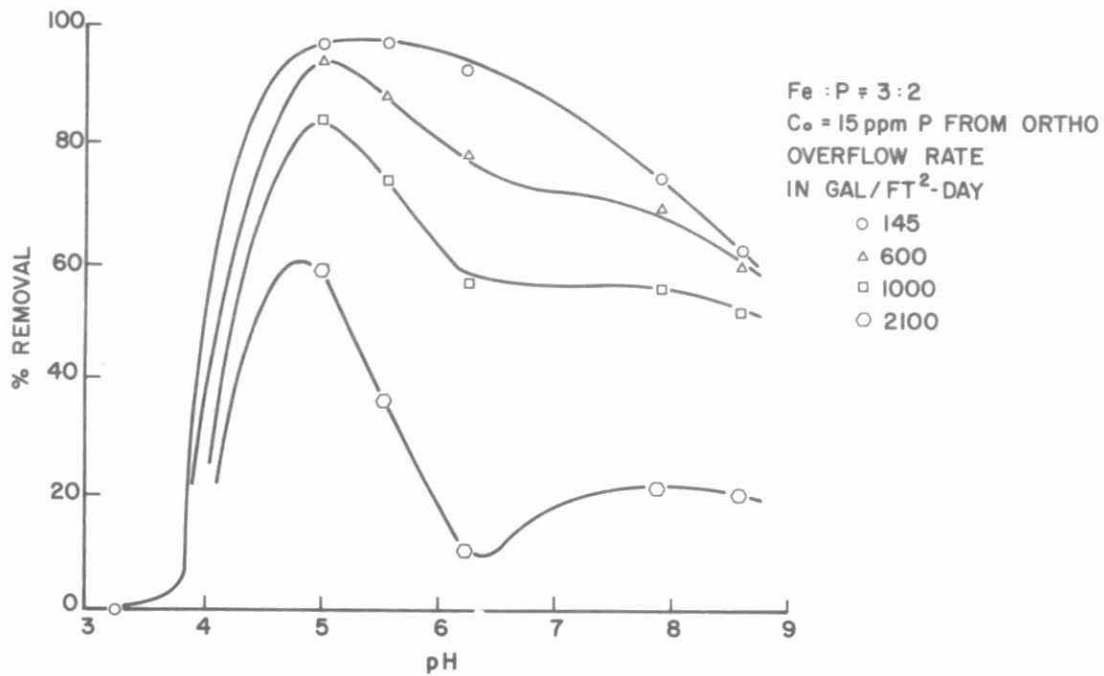 100
80
60
40
20
0
% REMOVAL
3 4 5 6 7 8 9
pH
Fe : P = 3 : 2
Co = 15 ppm P FROM ORTHO
OVERFLOW RATE
IN GAL/FT²-DAY
145
600
1000
2100